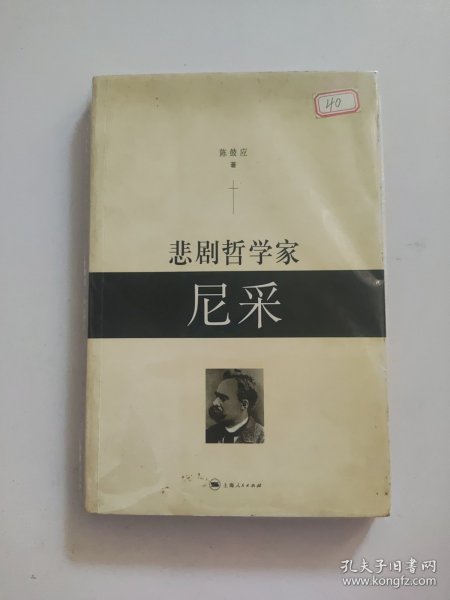 40
陈鼓应
著
悲剧哲学家
尼采
上海人民出版社
孔夫子旧书网
www.kongfz.com